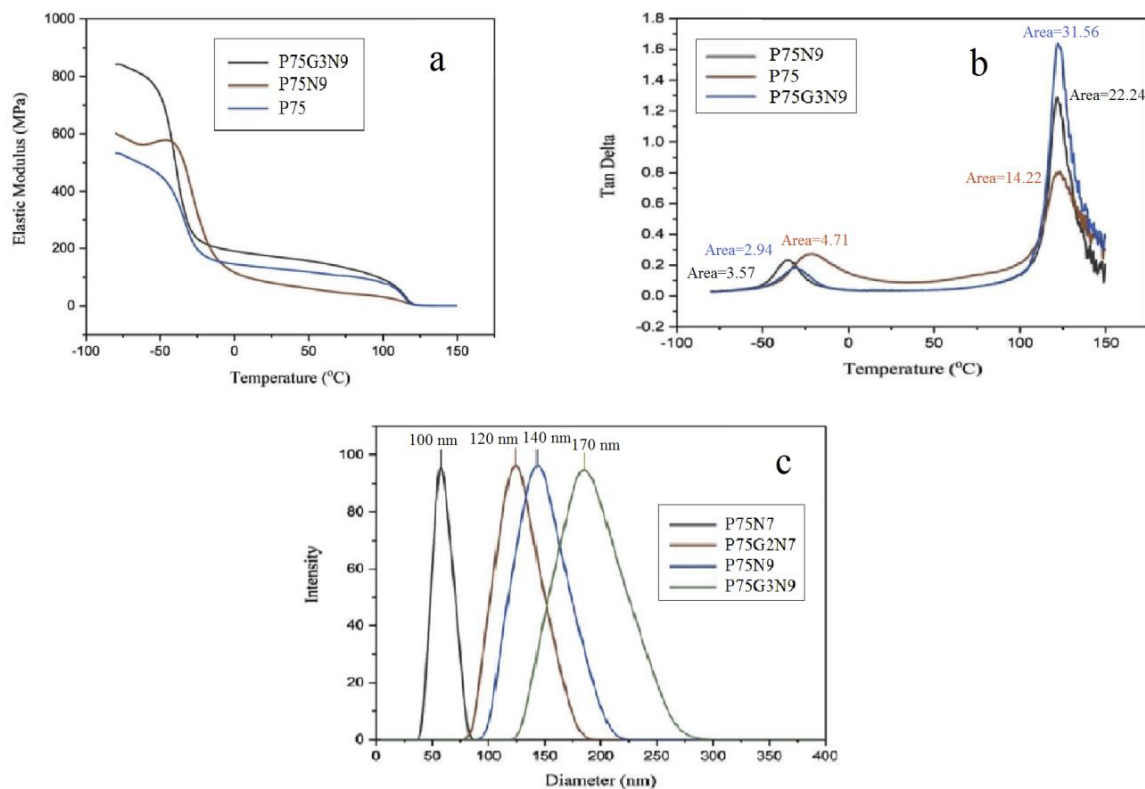 a
Elastic Modulus (MPa)
1000
800
600
400
200
0
P75G3N9
P75N9
P75
-100
-50
0
50
100
150
Temperature (°C)
b
Tan Delta
1.8
1.6
1.4
1.2
1.0
0.8
0.6
0.4
0.2
0.0
-0.2
P75N9
P75
P75G3N9
Area=31.56
Area=22.24
Area=14.22
Area=2.94
Area=4.71
Area=3.57
-100
-50
0
50
100
150
Temperature (°C)
c
Intensity
100
80
60
40
20
0
100 nm
120 nm
140 nm
170 nm
P75N7
P75G2N7
P75N9
P75G3N9
0
50
100
150
200
250
300
350
400
Diameter (nm)